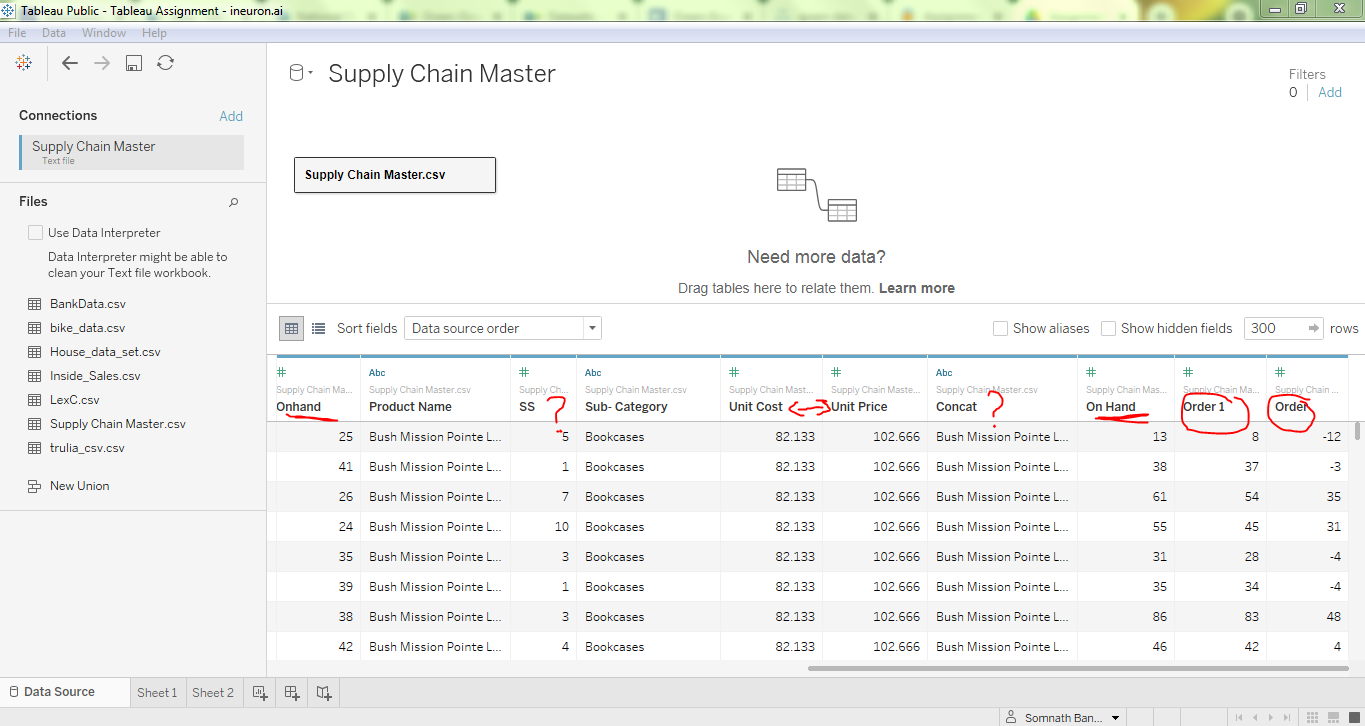 Tableau Public - Tableau Assignment - ineuron.ai
File Data Window Help
Connections Add
Supply Chain Master
Text file
Files
Use Data Interpreter
Data Interpreter might be able to
clean your Text file workbook.
BankData.csv
bike_data.csv
House_data_set.csv
Inside_Sales.csv
LexC.csv
Supply Chain Master.csv
trulia_csv.csv
New Union
Supply Chain Master
Filters
0 Add
Supply Chain Master.csv
Need more data?
Drag tables here to relate them. Learn more
Sort fields Data source order Show aliases Show hidden fields 300 rows
# Abc # Abc # # Abc # # #
Supply Chain Ma... Supply Chain Master.csv Supply Ch... Supply Chain Master.csv Supply Chain Mast... Supply Chain Maste... Supply Chain Master.csv Supply Chain Mas... Supply Chain Ma... Supply Chain ...
Onhand Product Name SS ? Sub- Category Unit Cost Unit Price Concat ? On Hand Order 1 Order
25 Bush Mission Pointe L... 5 Bookcases 82.133 102.666 Bush Mission Pointe L... 13 8 -12
41 Bush Mission Pointe L... 1 Bookcases 82.133 102.666 Bush Mission Pointe L... 38 37 -3
26 Bush Mission Pointe L... 7 Bookcases 82.133 102.666 Bush Mission Pointe L... 61 54 35
24 Bush Mission Pointe L... 10 Bookcases 82.133 102.666 Bush Mission Pointe L... 55 45 31
35 Bush Mission Pointe L... 3 Bookcases 82.133 102.666 Bush Mission Pointe L... 31 28 -4
39 Bush Mission Pointe L... 1 Bookcases 82.133 102.666 Bush Mission Pointe L... 35 34 -4
38 Bush Mission Pointe L... 3 Bookcases 82.133 102.666 Bush Mission Pointe L... 86 83 48
42 Bush Mission Pointe L... 4 Bookcases 82.133 102.666 Bush Mission Pointe L... 46 42 4
Data Source Sheet 1 Sheet 2
Somnath Ban...